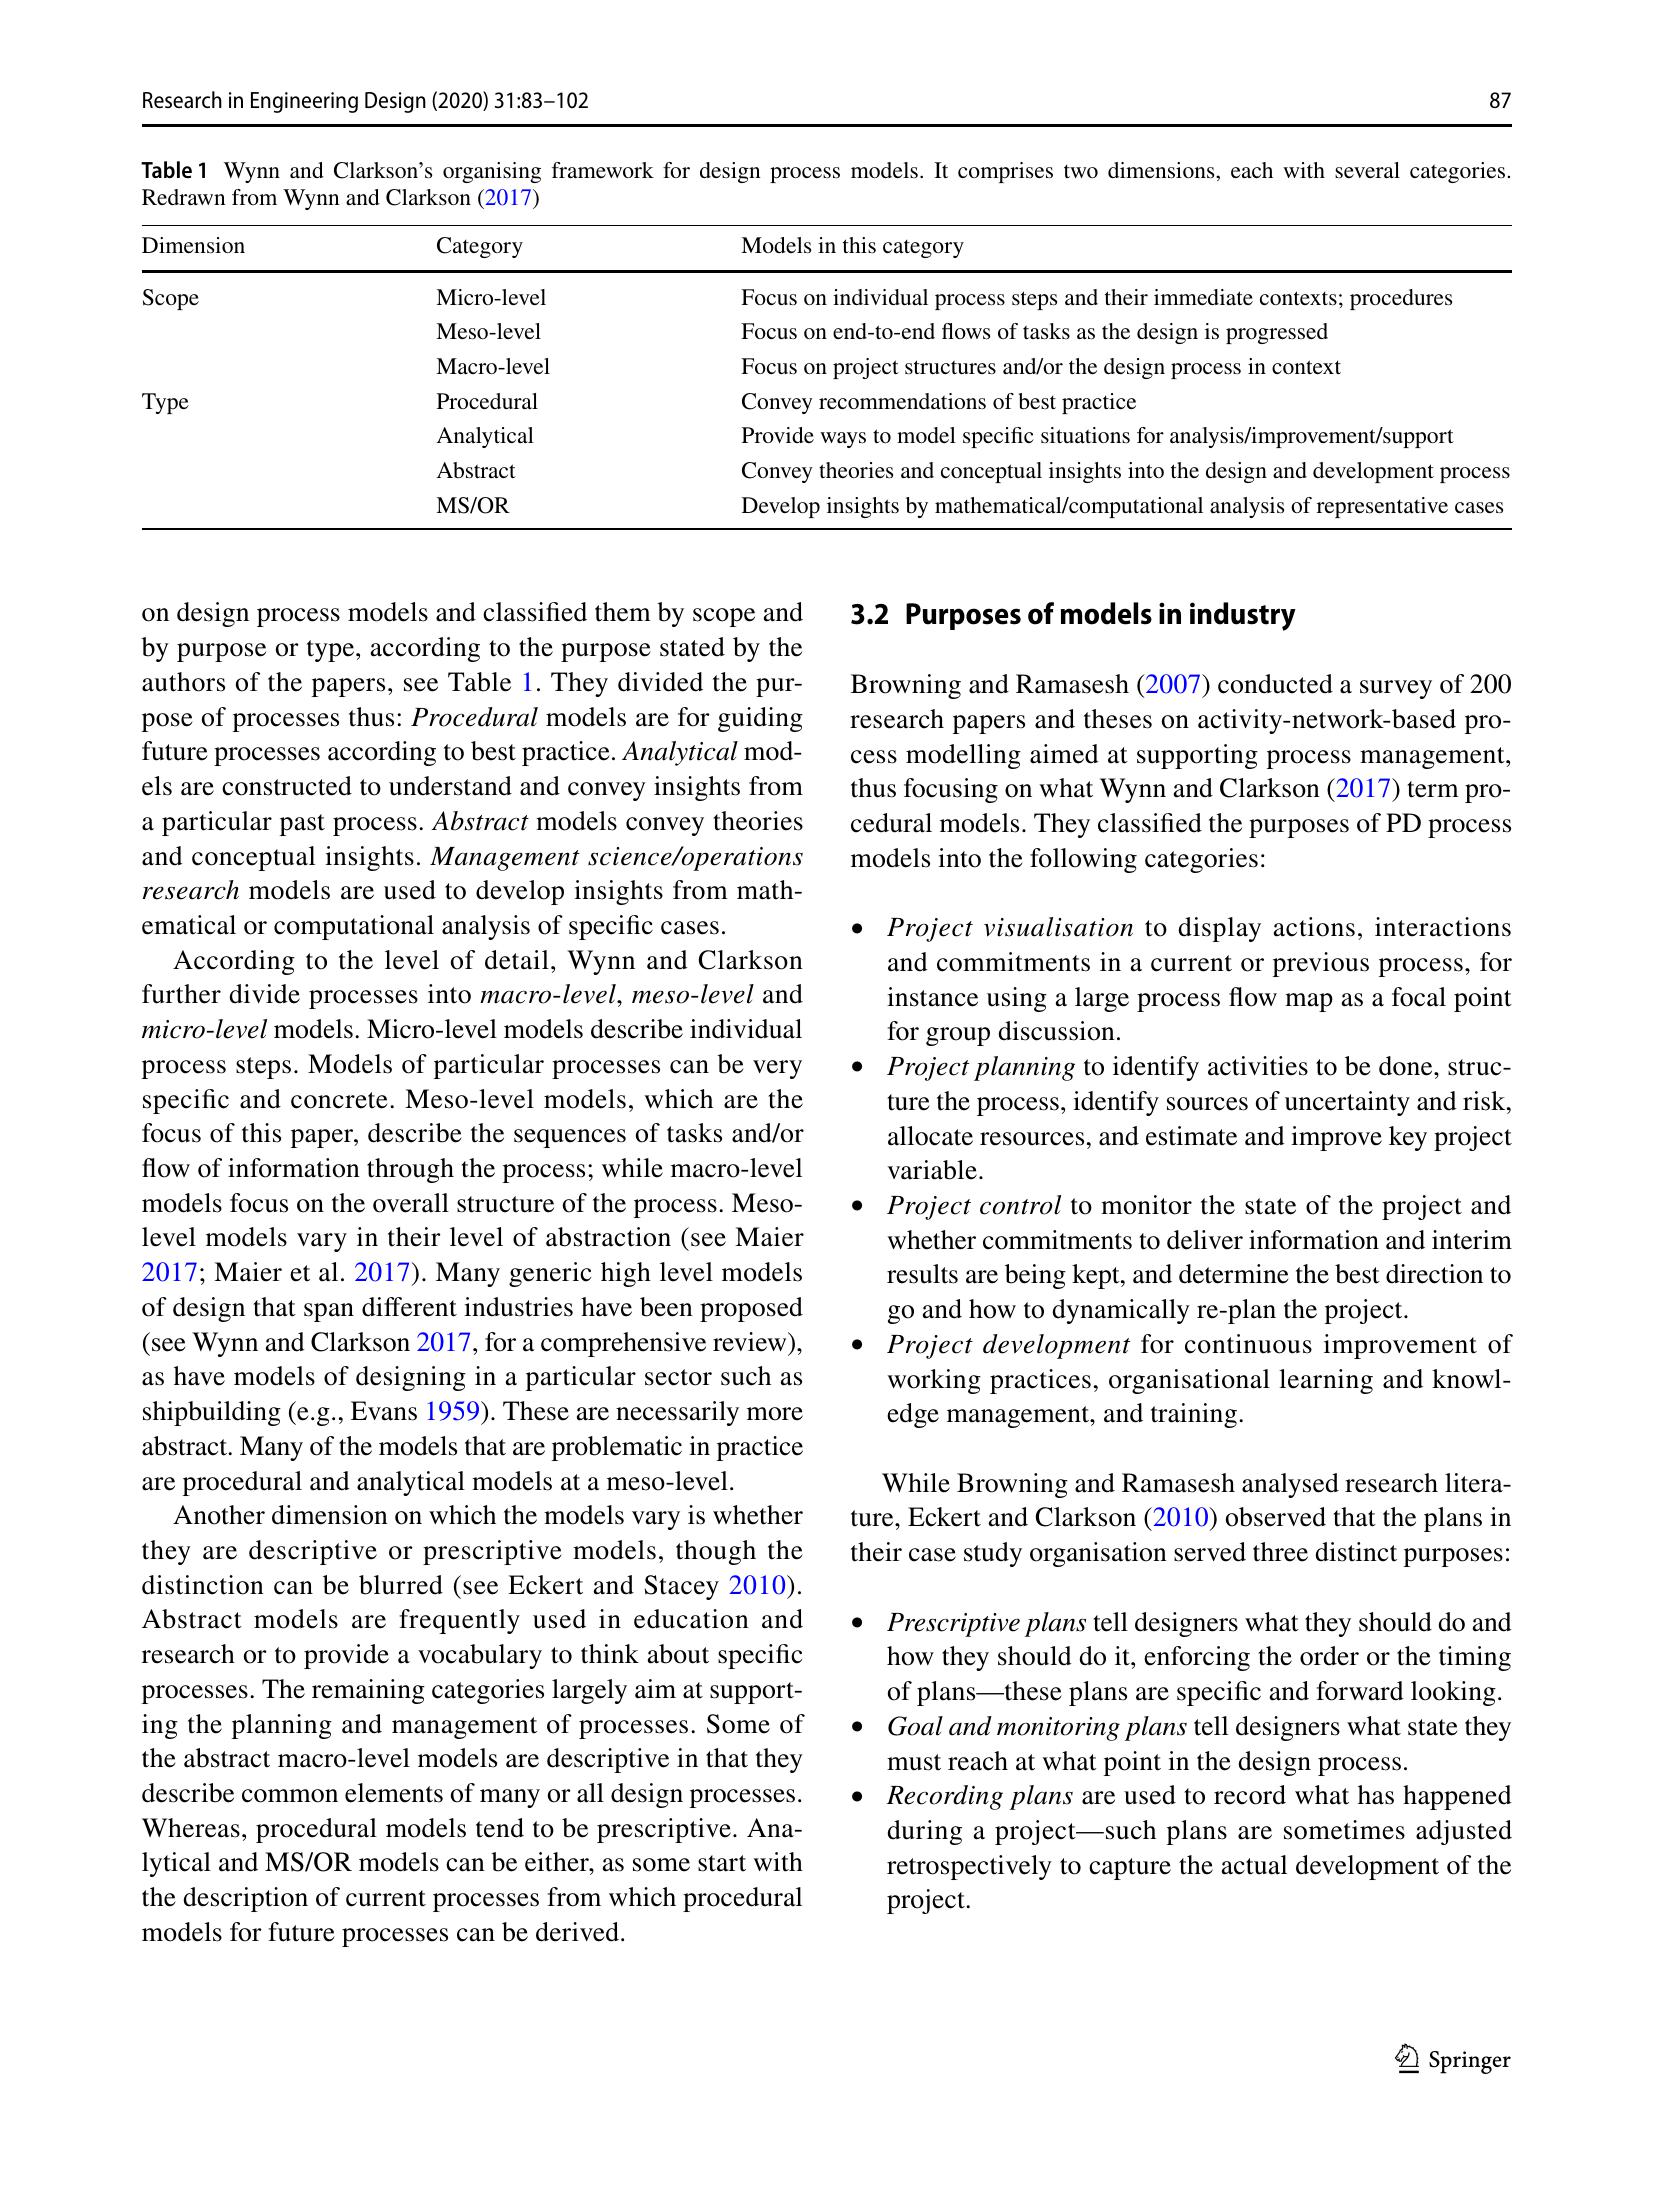 Research in Engineering Design (2020) 31:83–102
87
Table 1 Wynn and Clarkson's organising framework for design process models. It comprises two dimensions, each with several categories.
Redrawn from Wynn and Clarkson (2017)
Dimension Category Models in this category
Scope Micro-level Focus on individual process steps and their immediate contexts; procedures
Meso-level Focus on end-to-end flows of tasks as the design is progressed
Macro-level Focus on project structures and/or the design process in context
Type Procedural Convey recommendations of best practice
Analytical Provide ways to model specific situations for analysis/improvement/support
Abstract Convey theories and conceptual insights into the design and development process
MS/OR Develop insights by mathematical/computational analysis of representative cases
on design process models and classified them by scope and
by purpose or type, according to the purpose stated by the
authors of the papers, see Table 1. They divided the pur-
pose of processes thus: Procedural models are for guiding
future processes according to best practice. Analytical mod-
els are constructed to understand and convey insights from
a particular past process. Abstract models convey theories
and conceptual insights. Management science/operations
research models are used to develop insights from math-
ematical or computational analysis of specific cases.
According to the level of detail, Wynn and Clarkson
further divide processes into macro-level, meso-level and
micro-level models. Micro-level models describe individual
process steps. Models of particular processes can be very
specific and concrete. Meso-level models, which are the
focus of this paper, describe the sequences of tasks and/or
flow of information through the process; while macro-level
models focus on the overall structure of the process. Meso-
level models vary in their level of abstraction (see Maier
2017; Maier et al. 2017). Many generic high level models
of design that span different industries have been proposed
(see Wynn and Clarkson 2017, for a comprehensive review),
as have models of designing in a particular sector such as
shipbuilding (e.g., Evans 1959). These are necessarily more
abstract. Many of the models that are problematic in practice
are procedural and analytical models at a meso-level.
Another dimension on which the models vary is whether
they are descriptive or prescriptive models, though the
distinction can be blurred (see Eckert and Stacey 2010).
Abstract models are frequently used in education and
research or to provide a vocabulary to think about specific
processes. The remaining categories largely aim at support-
ing the planning and management of processes. Some of
the abstract macro-level models are descriptive in that they
describe common elements of many or all design processes.
Whereas, procedural models tend to be prescriptive. Ana-
lytical and MS/OR models can be either, as some start with
the description of current processes from which procedural
models for future processes can be derived.
3.2 Purposes of models in industry
Browning and Ramasesh (2007) conducted a survey of 200
research papers and theses on activity-network-based pro-
cess modelling aimed at supporting process management,
thus focusing on what Wynn and Clarkson (2017) term pro-
cedural models. They classified the purposes of PD process
models into the following categories:
• Project visualisation to display actions, interactions
and commitments in a current or previous process, for
instance using a large process flow map as a focal point
for group discussion.
• Project planning to identify activities to be done, struc-
ture the process, identify sources of uncertainty and risk,
allocate resources, and estimate and improve key project
variable.
• Project control to monitor the state of the project and
whether commitments to deliver information and interim
results are being kept, and determine the best direction to
go and how to dynamically re-plan the project.
• Project development for continuous improvement of
working practices, organisational learning and knowl-
edge management, and training.
While Browning and Ramasesh analysed research litera-
ture, Eckert and Clarkson (2010) observed that the plans in
their case study organisation served three distinct purposes:
• Prescriptive plans tell designers what they should do and
how they should do it, enforcing the order or the timing
of plans—these plans are specific and forward looking.
• Goal and monitoring plans tell designers what state they
must reach at what point in the design process.
• Recording plans are used to record what has happened
during a project—such plans are sometimes adjusted
retrospectively to capture the actual development of the
project.
Springer